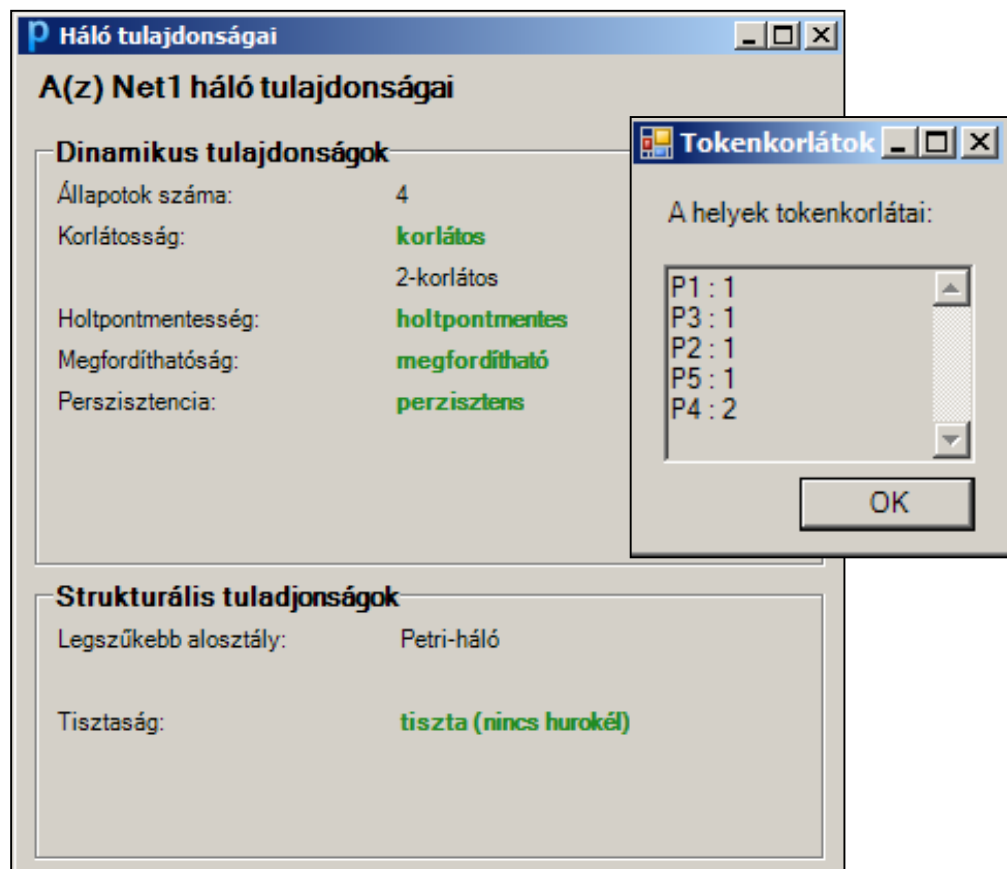 p Háló tulajdonságai
A(z) Net1 háló tulajdonságai
Dinamikus tulajdonságok
Állapotok száma: 4
Korlátosság: korlátos
2-korlátos
Holtpontmentesség: holtpontmentes
Megfordíthatóság: megfordítható
Perszisztencia: perzisztens
Strukturális tuladjonságok
Legszűkebb alosztály: Petri-háló
Tisztaság: tiszta (nincs hurokél)
Tokenkorlátok
A helyek tokenkorlátai:
P1 : 1
P3 : 1
P2 : 1
P5 : 1
P4 : 2
OK